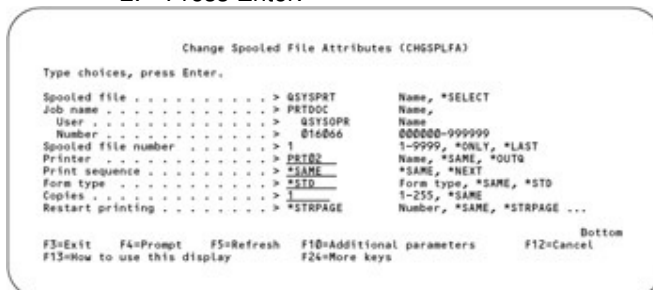 2. Press Enter.
Change Spooled File Attributes (CHGSPLFA)
Type choices, press Enter.
Spooled file . . . . . . . . . . . > QSYSPRT Name, *SELECT
Job name . . . . . . . . . . . . . > PRTDOC Name,
User . . . . . . . . . . . . . . > QSYSOPR Name
Number . . . . . . . . . . . . . > 016066 000000-999999
Spooled file number . . . . . . . > 1 1-9999, *ONLY, *LAST
Printer . . . . . . . . . . . . . > PRT02 Name, *SAME, *OUTQ
Print sequence . . . . . . . . . . > *SAME *SAME, *NEXT
Form type . . . . . . . . . . . . > *STD Form type, *SAME, *STD
Copies . . . . . . . . . . . . . . > 1 1-255, *SAME
Restart printing . . . . . . . . . > *STRPAGE Number, *SAME, *STRPAGE ...
Bottom
F3=Exit F4=Prompt F5=Refresh F10=Additional parameters F12=Cancel
F13=How to use this display F24=More keys